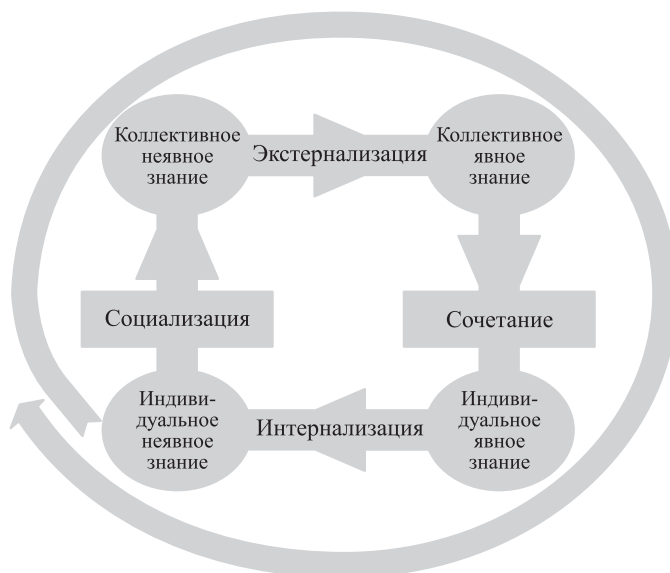 Коллективное
неявное
знание
Экстернализация
Коллективное
явное
знание
Социализация
Сочетание
Индиви-
дуальное
неявное
знание
Интернализация
Индиви-
дуальное
явное
знание